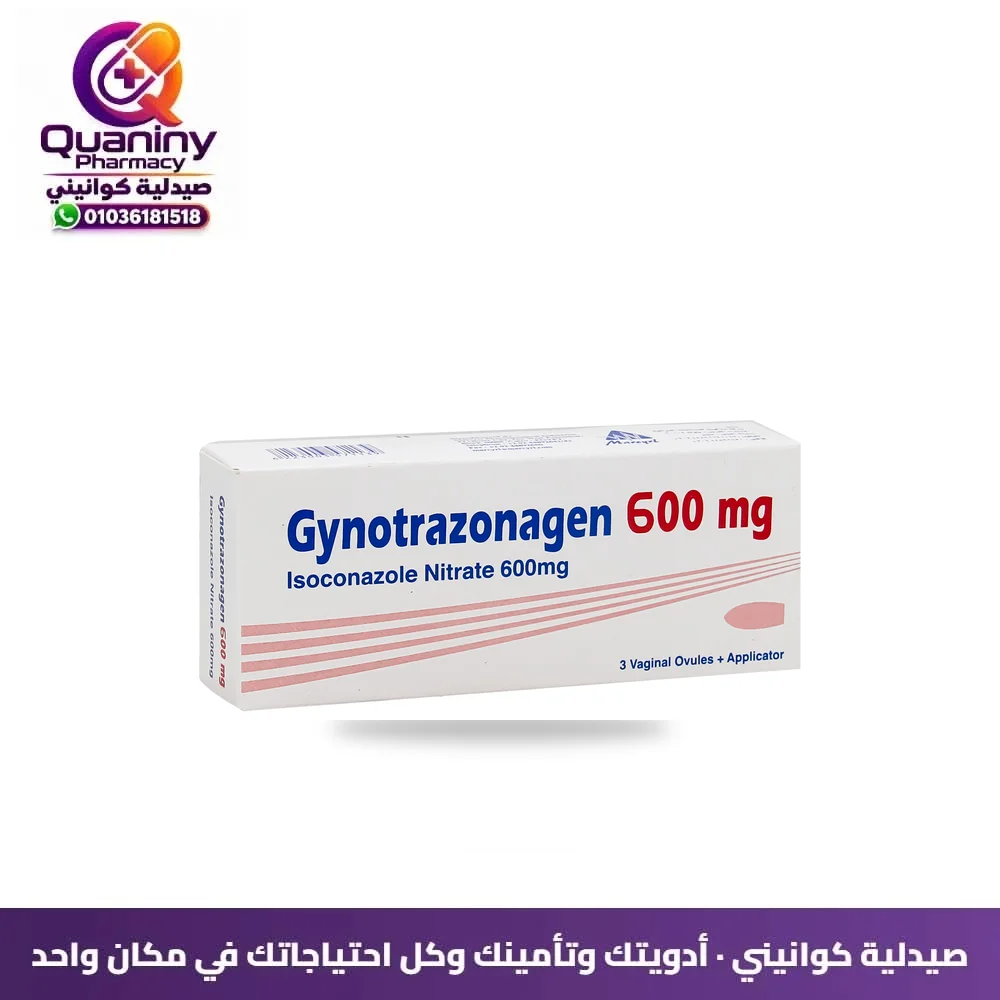 Quaniny
Pharmacy
صيدلية كوانيني
01036181518
Gynotrazonagen 600 mg
Isoconazole Nitrate 600mg
3 Vaginal Ovules + Applicator
Gynotrazonagen 600 mg
Isoconazole Nitrate 600mg
صيدلية كوانيني · أدويتك وتأمينك وكل احتياجاتك في مكان واحد